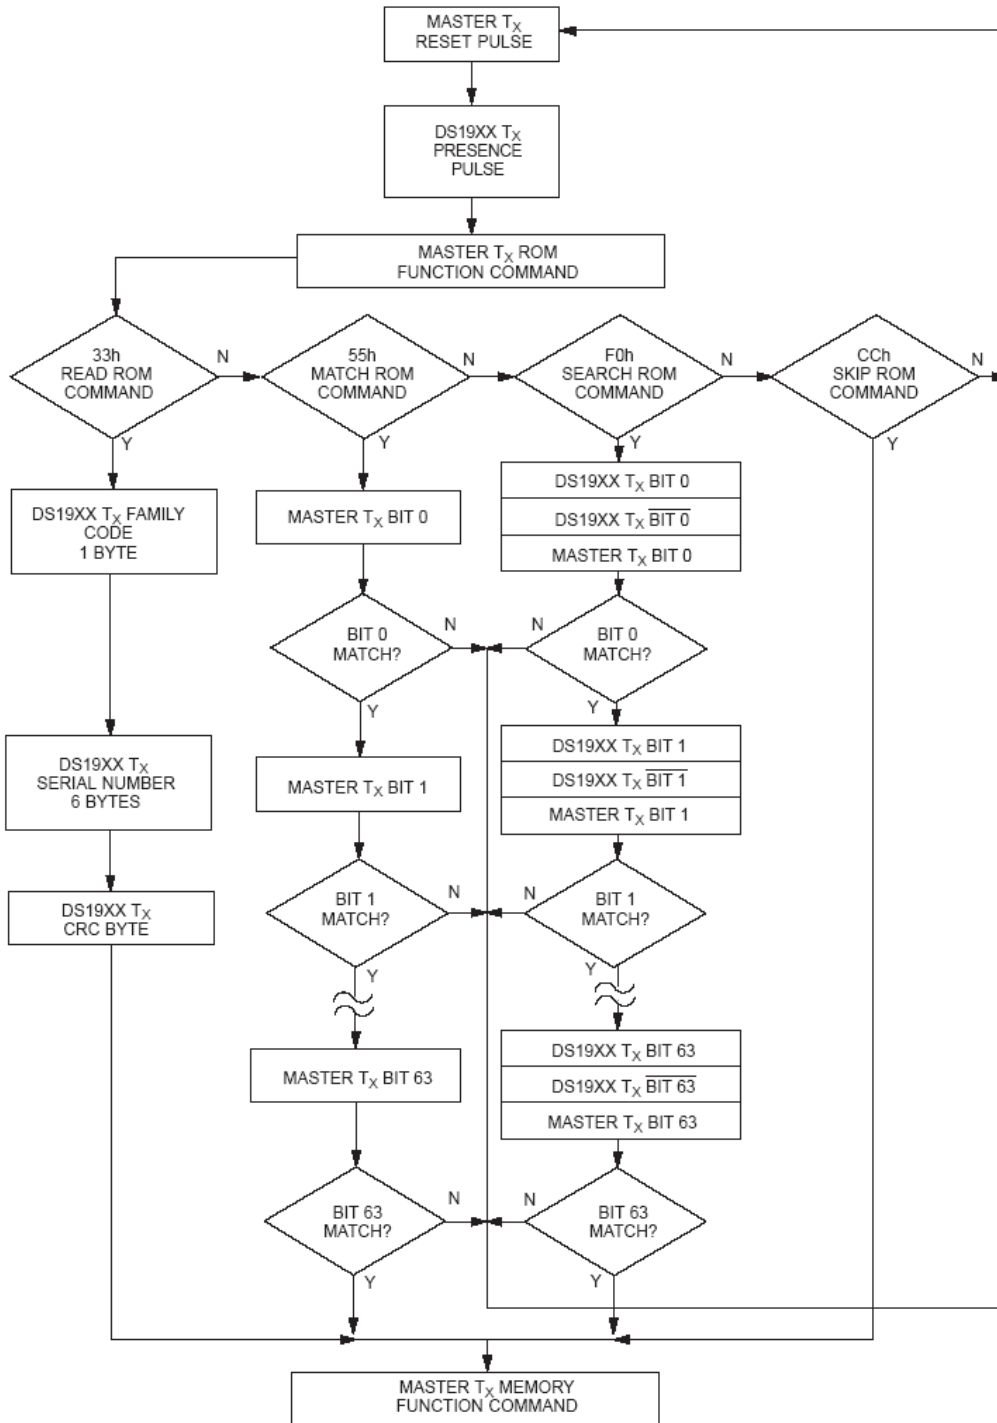 MASTER TX
RESET PULSE
DS19XX TX
PRESENCE
PULSE
MASTER TX ROM
FUNCTION COMMAND
33h
READ ROM
COMMAND
N
Y
55h
MATCH ROM
COMMAND
N
Y
F0h
SEARCH ROM
COMMAND
N
Y
CCh
SKIP ROM
COMMAND
N
Y
DS19XX TX FAMILY
CODE
1 BYTE
DS19XX TX
SERIAL NUMBER
6 BYTES
DS19XX TX
CRC BYTE
MASTER TX BIT 0
BIT 0
MATCH?
N
Y
MASTER TX BIT 1
BIT 1
MATCH?
N
Y
MASTER TX BIT 63
BIT 63
MATCH?
N
Y
DS19XX TX BIT 0
DS19XX TX BIT 0
MASTER TX BIT 0
N
BIT 0
MATCH?
Y
DS19XX TX BIT 1
DS19XX TX BIT 1
MASTER TX BIT 1
N
BIT 1
MATCH?
Y
DS19XX TX BIT 63
DS19XX TX BIT 63
MASTER TX BIT 63
N
BIT 63
MATCH?
Y
MASTER TX MEMORY
FUNCTION COMMAND